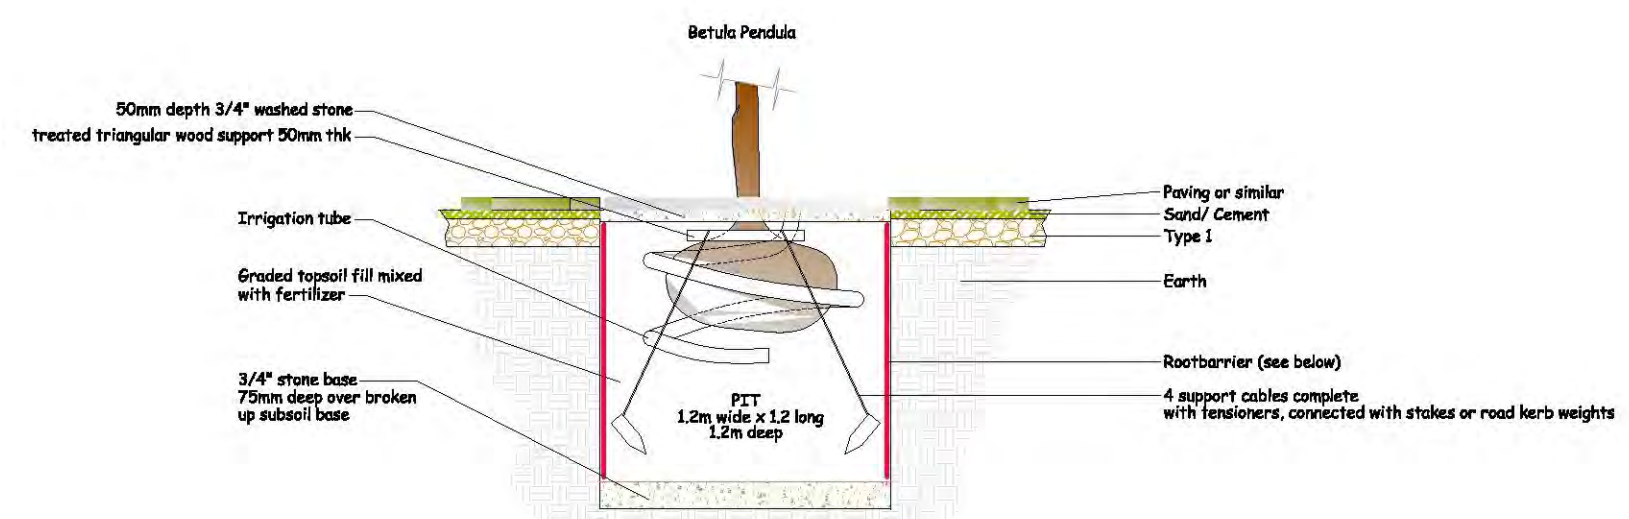 Betula Pendula
50mm depth 3/4" washed stone
treated triangular wood support 50mm thk
Irrigation tube
Graded topsoil fill mixed
with fertilizer
3/4" stone base
75mm deep over broken
up subsoil base
PIT
1.2m wide x 1.2 long
1.2m deep
Paving or similar
Sand/ Cement
Type 1
Earth
Rootbarrier (see below)
4 support cables complete
with tensioners, connected with stakes or road kerb weights